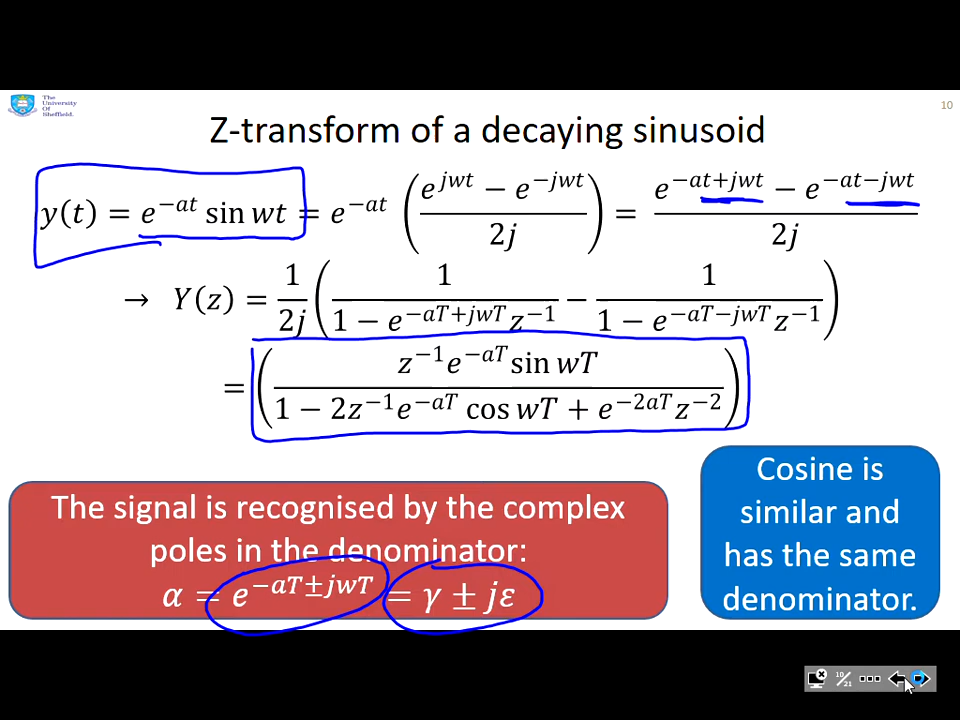 The
University
Of
Sheffield.
10
Z-transform of a decaying sinusoid
y(t) = e^{-at} sin wt = e^{-at} ( (e^{jwt} − e^{-jwt}) / 2j ) = (e^{-at+jwt} − e^{-at-jwt}) / 2j
→ Y(z) = 1/2j ( 1 / (1 − e^{-aT+jwT} z^{-1}) − 1 / (1 − e^{-aT-jwT} z^{-1}) )
= ( z^{-1}e^{-aT} sin wT / (1 − 2z^{-1}e^{-aT} cos wT + e^{-2aT}z^{-2}) )
The signal is recognised by the complex
poles in the denominator:
α = e^{-aT±jwT} = γ ± jε
Cosine is
similar and
has the same
denominator.
10/21